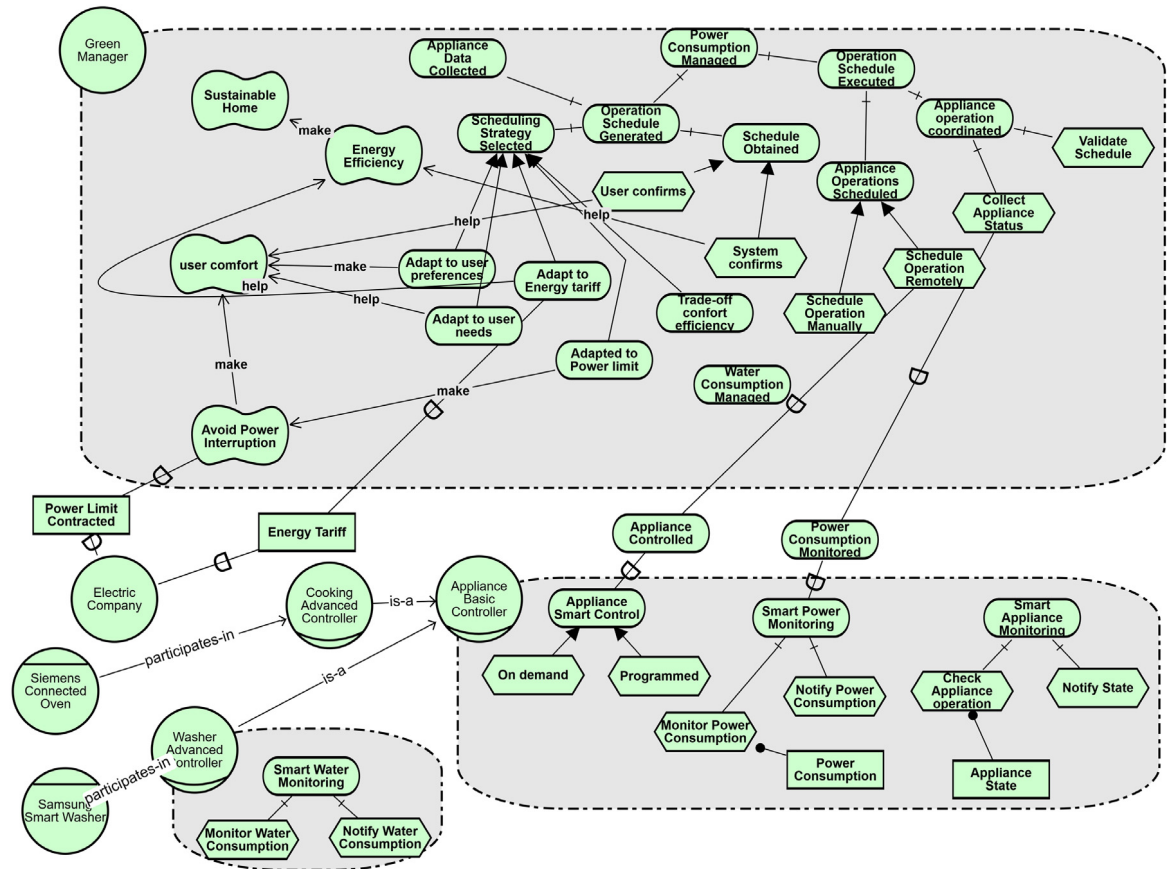 Green
Manager
Sustainable
Home
make
Energy
Efficiency
Appliance
Data
Collected
Power
Consumption
Managed
Operation
Schedule
Executed
Scheduling
Strategy
Selected
Operation
Schedule
Generated
Schedule
Obtained
Appliance
operation
coordinated
Validate
Schedule
User confirms
Appliance
Operations
Scheduled
Collect
Appliance
Status
help
help
user comfort
help
make
help
Adapt to user
preferences
Adapt to
Energy tariff
System
confirms
Schedule
Operation
Remotely
Adapt to user
needs
Trade-off
confort
efficiency
Schedule
Operation
Manually
Adapted to
Power limit
make
make
Water
Consumption
Managed
Avoid Power
Interruption
Power Limit
Contracted
Energy Tariff
Appliance
Controlled
Power
Consumption
Monitored
Electric
Company
Cooking
Advanced
Controller
is-a
Appliance
Basic
Controller
participates-in
is-a
Siemens
Connected
Oven
Appliance
Smart Control
On demand
Programmed
Smart Power
Monitoring
Monitor Power
Consumption
Notify Power
Consumption
Power
Consumption
Smart
Appliance
Monitoring
Check
Appliance
operation
Notify State
Appliance
State
Washer
Advanced
ontroller
participates-in
Samsung
Smart Washer
Smart Water
Monitoring
Monitor Water
Consumption
Notify Water
Consumption